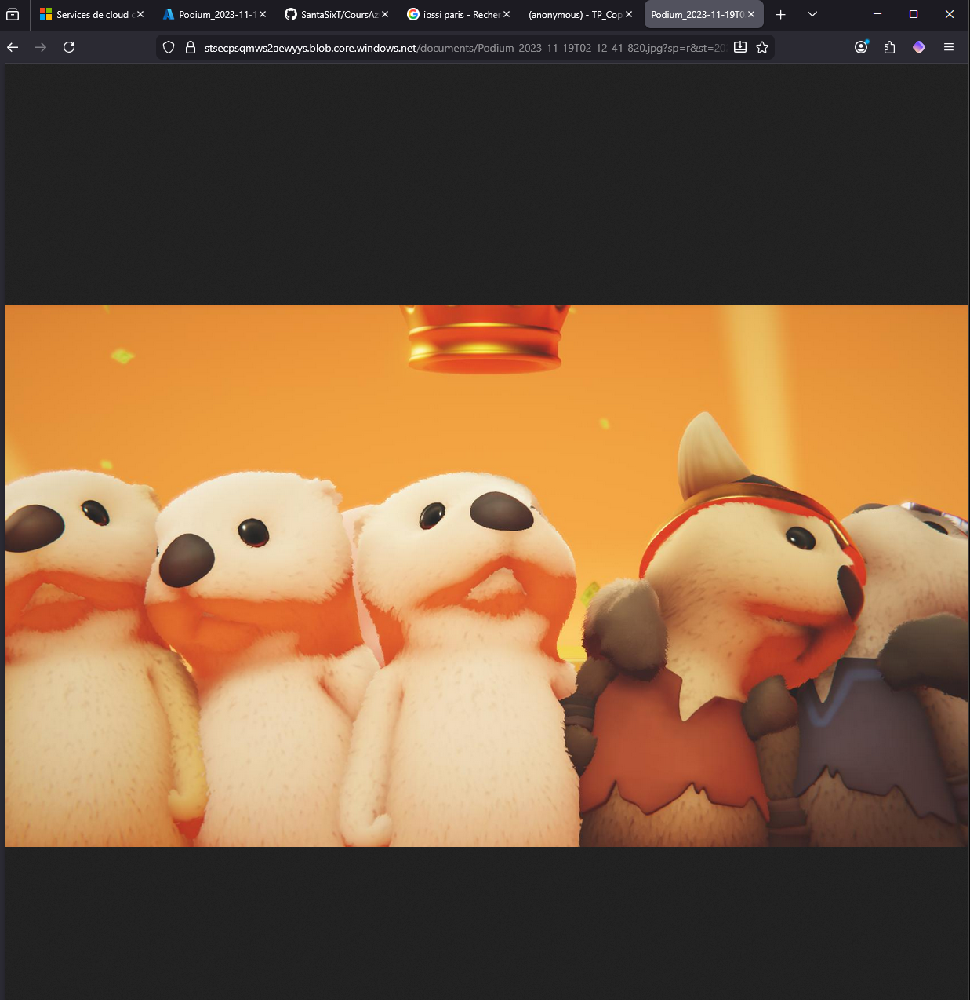 Services de cloud
Podium_2023-11-1
SantaSixT/CoursAz
ipssi paris - Recher
(anonymous) - TP_Cop
Podium_2023-11-19T0
stsecpsqmws2aewyys.blob.core.windows.net/documents/Podium_2023-11-19T02-12-41-820.jpg?sp=r&st=20